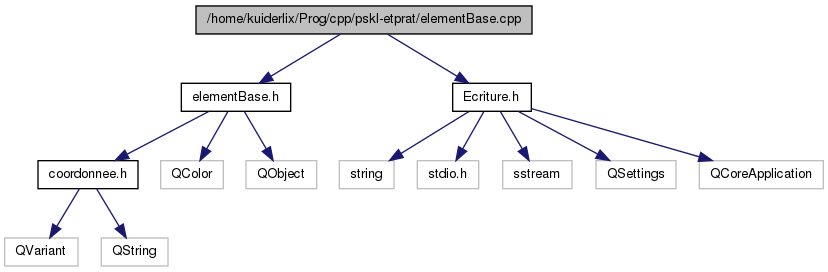 /home/kuiderlix/Prog/cpp/pskl-etprat/elementBase.cpp
elementBase.h
Ecriture.h
coordonnee.h
QColor
QObject
string
stdio.h
sstream
QSettings
QCoreApplication
QVariant
QString